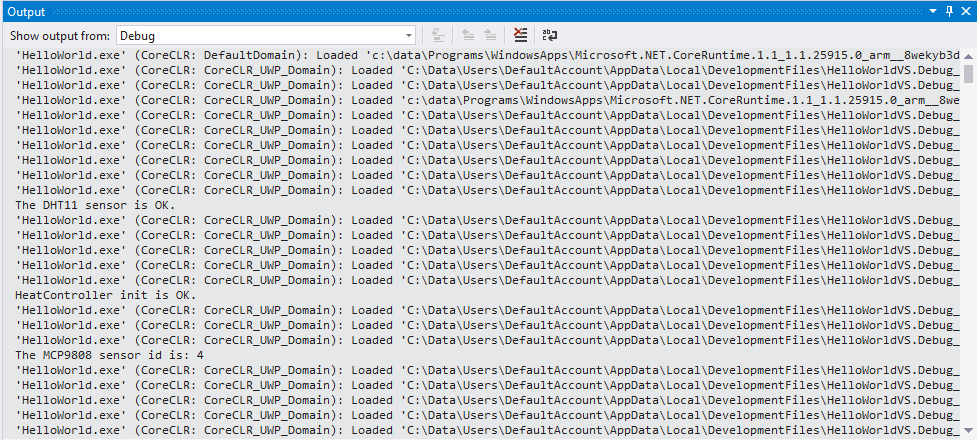 Output
Show output from: Debug
'HelloWorld.exe' (CoreCLR: DefaultDomain): Loaded 'c:\data\Programs\WindowsApps\Microsoft.NET.CoreRuntime.1.1_1.1.25915.0_arm__8wekyb3d
'HelloWorld.exe' (CoreCLR: CoreCLR_UWP_Domain): Loaded 'C:\Data\Users\DefaultAccount\AppData\Local\DevelopmentFiles\HelloWorldVS.Debug_
'HelloWorld.exe' (CoreCLR: CoreCLR_UWP_Domain): Loaded 'C:\Data\Users\DefaultAccount\AppData\Local\DevelopmentFiles\HelloWorldVS.Debug_
'HelloWorld.exe' (CoreCLR: CoreCLR_UWP_Domain): Loaded 'c:\data\Programs\WindowsApps\Microsoft.NET.CoreRuntime.1.1_1.1.25915.0_arm__8we
'HelloWorld.exe' (CoreCLR: CoreCLR_UWP_Domain): Loaded 'C:\Data\Users\DefaultAccount\AppData\Local\DevelopmentFiles\HelloWorldVS.Debug_
'HelloWorld.exe' (CoreCLR: CoreCLR_UWP_Domain): Loaded 'C:\Data\Users\DefaultAccount\AppData\Local\DevelopmentFiles\HelloWorldVS.Debug_
'HelloWorld.exe' (CoreCLR: CoreCLR_UWP_Domain): Loaded 'C:\Data\Users\DefaultAccount\AppData\Local\DevelopmentFiles\HelloWorldVS.Debug_
'HelloWorld.exe' (CoreCLR: CoreCLR_UWP_Domain): Loaded 'C:\Data\Users\DefaultAccount\AppData\Local\DevelopmentFiles\HelloWorldVS.Debug_
'HelloWorld.exe' (CoreCLR: CoreCLR_UWP_Domain): Loaded 'C:\Data\Users\DefaultAccount\AppData\Local\DevelopmentFiles\HelloWorldVS.Debug_
'HelloWorld.exe' (CoreCLR: CoreCLR_UWP_Domain): Loaded 'C:\Data\Users\DefaultAccount\AppData\Local\DevelopmentFiles\HelloWorldVS.Debug_
The DHT11 sensor is OK.
'HelloWorld.exe' (CoreCLR: CoreCLR_UWP_Domain): Loaded 'C:\Data\Users\DefaultAccount\AppData\Local\DevelopmentFiles\HelloWorldVS.Debug_
'HelloWorld.exe' (CoreCLR: CoreCLR_UWP_Domain): Loaded 'C:\Data\Users\DefaultAccount\AppData\Local\DevelopmentFiles\HelloWorldVS.Debug_
'HelloWorld.exe' (CoreCLR: CoreCLR_UWP_Domain): Loaded 'C:\Data\Users\DefaultAccount\AppData\Local\DevelopmentFiles\HelloWorldVS.Debug_
'HelloWorld.exe' (CoreCLR: CoreCLR_UWP_Domain): Loaded 'C:\Data\Users\DefaultAccount\AppData\Local\DevelopmentFiles\HelloWorldVS.Debug_
'HelloWorld.exe' (CoreCLR: CoreCLR_UWP_Domain): Loaded 'C:\Data\Users\DefaultAccount\AppData\Local\DevelopmentFiles\HelloWorldVS.Debug_
HeatController init is OK.
'HelloWorld.exe' (CoreCLR: CoreCLR_UWP_Domain): Loaded 'C:\Data\Users\DefaultAccount\AppData\Local\DevelopmentFiles\HelloWorldVS.Debug_
'HelloWorld.exe' (CoreCLR: CoreCLR_UWP_Domain): Loaded 'C:\Data\Users\DefaultAccount\AppData\Local\DevelopmentFiles\HelloWorldVS.Debug_
'HelloWorld.exe' (CoreCLR: CoreCLR_UWP_Domain): Loaded 'C:\Data\Users\DefaultAccount\AppData\Local\DevelopmentFiles\HelloWorldVS.Debug_
The MCP9808 sensor id is: 4
'HelloWorld.exe' (CoreCLR: CoreCLR_UWP_Domain): Loaded 'C:\Data\Users\DefaultAccount\AppData\Local\DevelopmentFiles\HelloWorldVS.Debug_
'HelloWorld.exe' (CoreCLR: CoreCLR_UWP_Domain): Loaded 'C:\Data\Users\DefaultAccount\AppData\Local\DevelopmentFiles\HelloWorldVS.Debug_
'HelloWorld.exe' (CoreCLR: CoreCLR_UWP_Domain): Loaded 'C:\Data\Users\DefaultAccount\AppData\Local\DevelopmentFiles\HelloWorldVS.Debug_
'HelloWorld.exe' (CoreCLR: CoreCLR_UWP_Domain): Loaded 'C:\Data\Users\DefaultAccount\AppData\Local\DevelopmentFiles\HelloWorldVS.Debug_
'HelloWorld.exe' (CoreCLR: CoreCLR_UWP_Domain): Loaded 'C:\Data\Users\DefaultAccount\AppData\Local\DevelopmentFiles\HelloWorldVS.Debug_